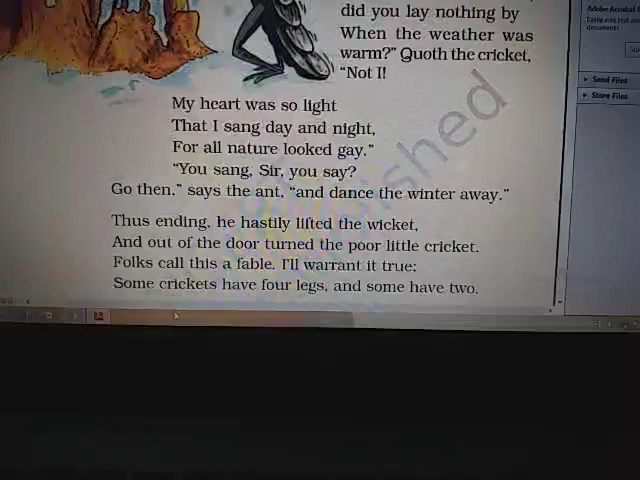 did you lay nothing by
When the weather was
warm?" Quoth the cricket,
"Not I!
My heart was so light
That I sang day and night,
For all nature looked gay."
"You sang, Sir, you say?
Go then," says the ant, "and dance the winter away."
Thus ending, he hastily lifted the wicket,
And out of the door turned the poor little cricket.
Folks call this a fable. I'll warrant it true:
Some crickets have four legs, and some have two.
Adobe Acrobat
Send Files
Store Files